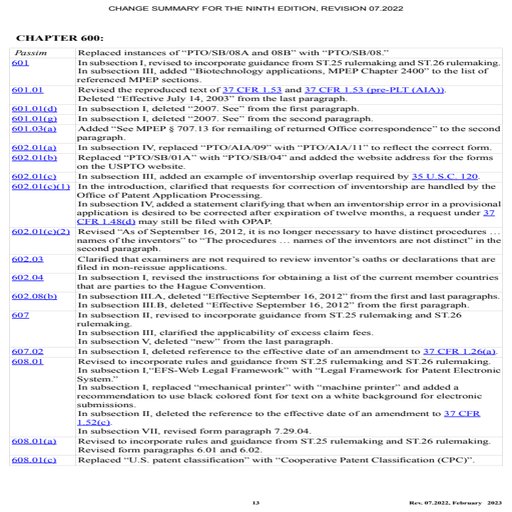 CHANGE SUMMARY FOR THE NINTH EDITION, REVISION 07.2022
CHAPTER 600:
Passim Replaced instances of “PTO/SB/08A and 08B” with “PTO/SB/08.”
601 In subsection I, revised to incorporate guidance from ST.25 rulemaking and ST.26 rulemaking.
In subsection III, added “Biotechnology applications, MPEP Chapter 2400” to the list of
referenced MPEP sections.
601.01 Revised the reproduced text of 37 CFR 1.53 and 37 CFR 1.53 (pre-PLT (AIA)).
Deleted “Effective July 14, 2003” from the last paragraph.
601.01(d) In subsection I, deleted “2007. See” from the first paragraph.
601.01(g) In subsection I, deleted “2007. See” from the second paragraph.
601.03(a) Added “See MPEP § 707.13 for remailing of returned Office correspondence” to the second
paragraph.
602.01(a) In subsection IV, replaced “PTO/AIA/09” with “PTO/AIA/11” to reflect the correct form.
602.01(b) Replaced “PTO/SB/01A” with “PTO/SB/04” and added the website address for the forms
on the USPTO website.
602.01(c) In subsection III, added an example of inventorship overlap required by 35 U.S.C. 120.
602.01(c)(1) In the introduction, clarified that requests for correction of inventorship are handled by the
Office of Patent Application Processing.
In subsection IV, added a statement clarifying that when an inventorship error in a provisional
application is desired to be corrected after expiration of twelve months, a request under 37
CFR 1.48(d) may still be filed with OPAP.
602.01(c)(2) Revised “As of September 16, 2012, it is no longer necessary to have distinct procedures …
names of the inventors” to “The procedures … names of the inventors are not distinct” in the
second paragraph.
602.03 Clarified that examiners are not required to review inventor’s oaths or declarations that are
filed in non-reissue applications.
602.04 In subsection I, revised the instructions for obtaining a list of the current member countries
that are parties to the Hague Convention.
602.08(b) In subsection III.A, deleted “Effective September 16, 2012” from the first and last paragraphs.
In subsection III.B, deleted “Effective September 16, 2012” from the first paragraph.
607 In subsection II, revised to incorporate guidance from ST.25 rulemaking and ST.26
rulemaking.
In subsection III, clarified the applicability of excess claim fees.
In subsection V, deleted “new” from the last paragraph.
607.02 In subsection I, deleted reference to the effective date of an amendment to 37 CFR 1.26(a).
608.01 Revised to incorporate rules and guidance from ST.25 rulemaking and ST.26 rulemaking.
In subsection I,“EFS-Web Legal Framework” with “Legal Framework for Patent Electronic
System.”
In subsection I, replaced “mechanical printer” with “machine printer” and added a
recommendation to use black colored font for text on a white background for electronic
submissions.
In subsection II, deleted the reference to the effective date of an amendment to 37 CFR
1.52(c).
In subsection VII, revised form paragraph 7.29.04.
608.01(a) Revised to incorporate rules and guidance from ST.25 rulemaking and ST.26 rulemaking.
Revised form paragraphs 6.01 and 6.02.
608.01(c) Replaced “U.S. patent classification” with “Cooperative Patent Classification (CPC)”.
13 Rev. 07.2022, February 2023